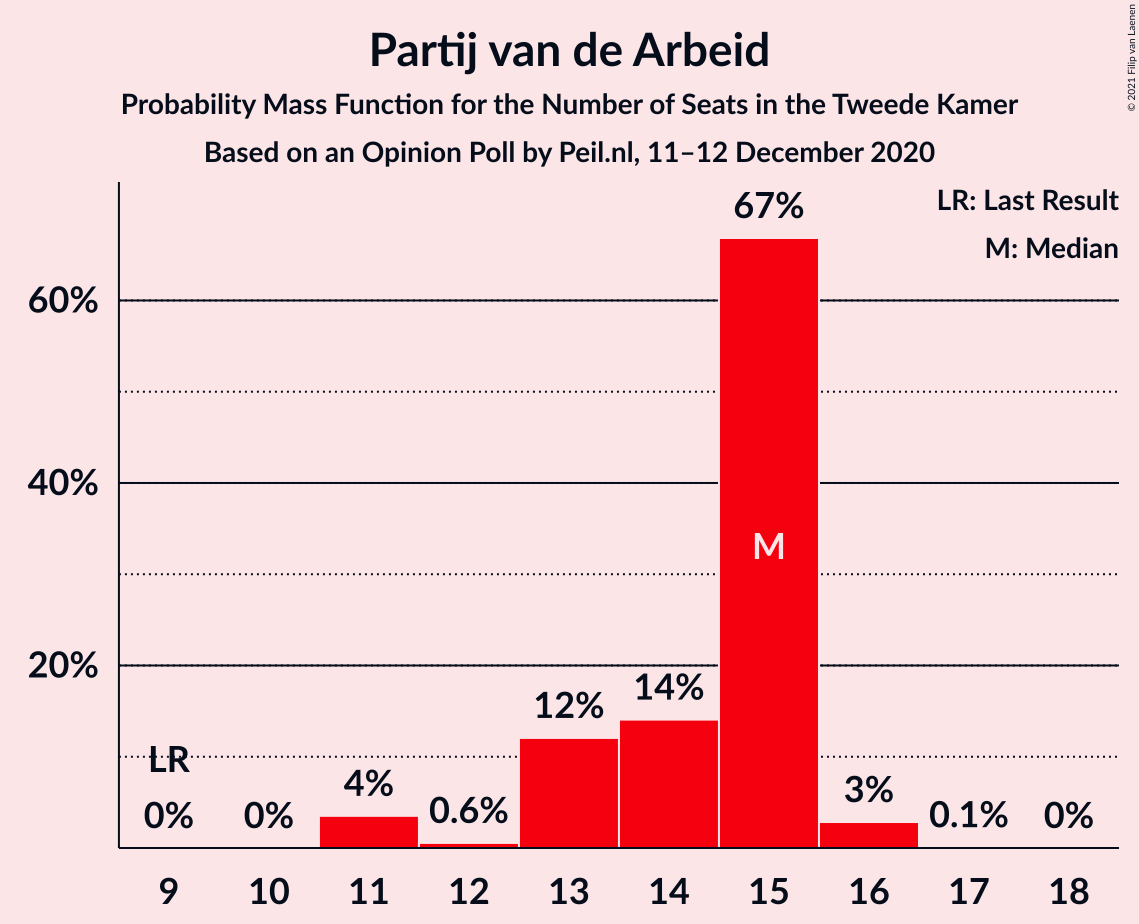 Partij van de Arbeid
Probability Mass Function for the Number of Seats in the Tweede Kamer
Based on an Opinion Poll by Peil.nl, 11–12 December 2020
© 2021 Filip van Laenen
LR: Last Result
M: Median
67%
60%
40%
20%
M
LR
0% 0% 4% 0.6% 12% 14% 3% 0.1% 0%
9 10 11 12 13 14 15 16 17 18